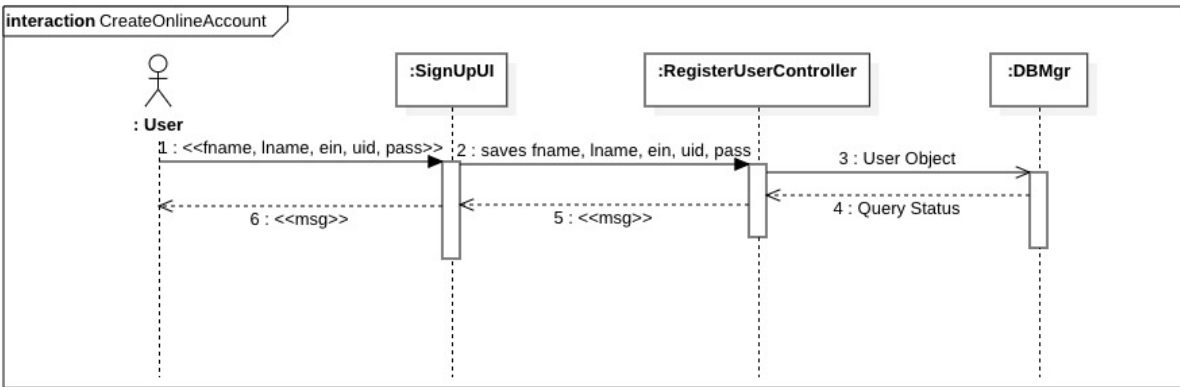 interaction CreateOnlineAccount
:SignUpUI
:RegisterUserController
:DBMgr
: User
1 : <<fname, lname, ein, uid, pass>>
2 : saves fname, lname, ein, uid, pass
3 : User Object
4 : Query Status
5 : <<msg>>
6 : <<msg>>